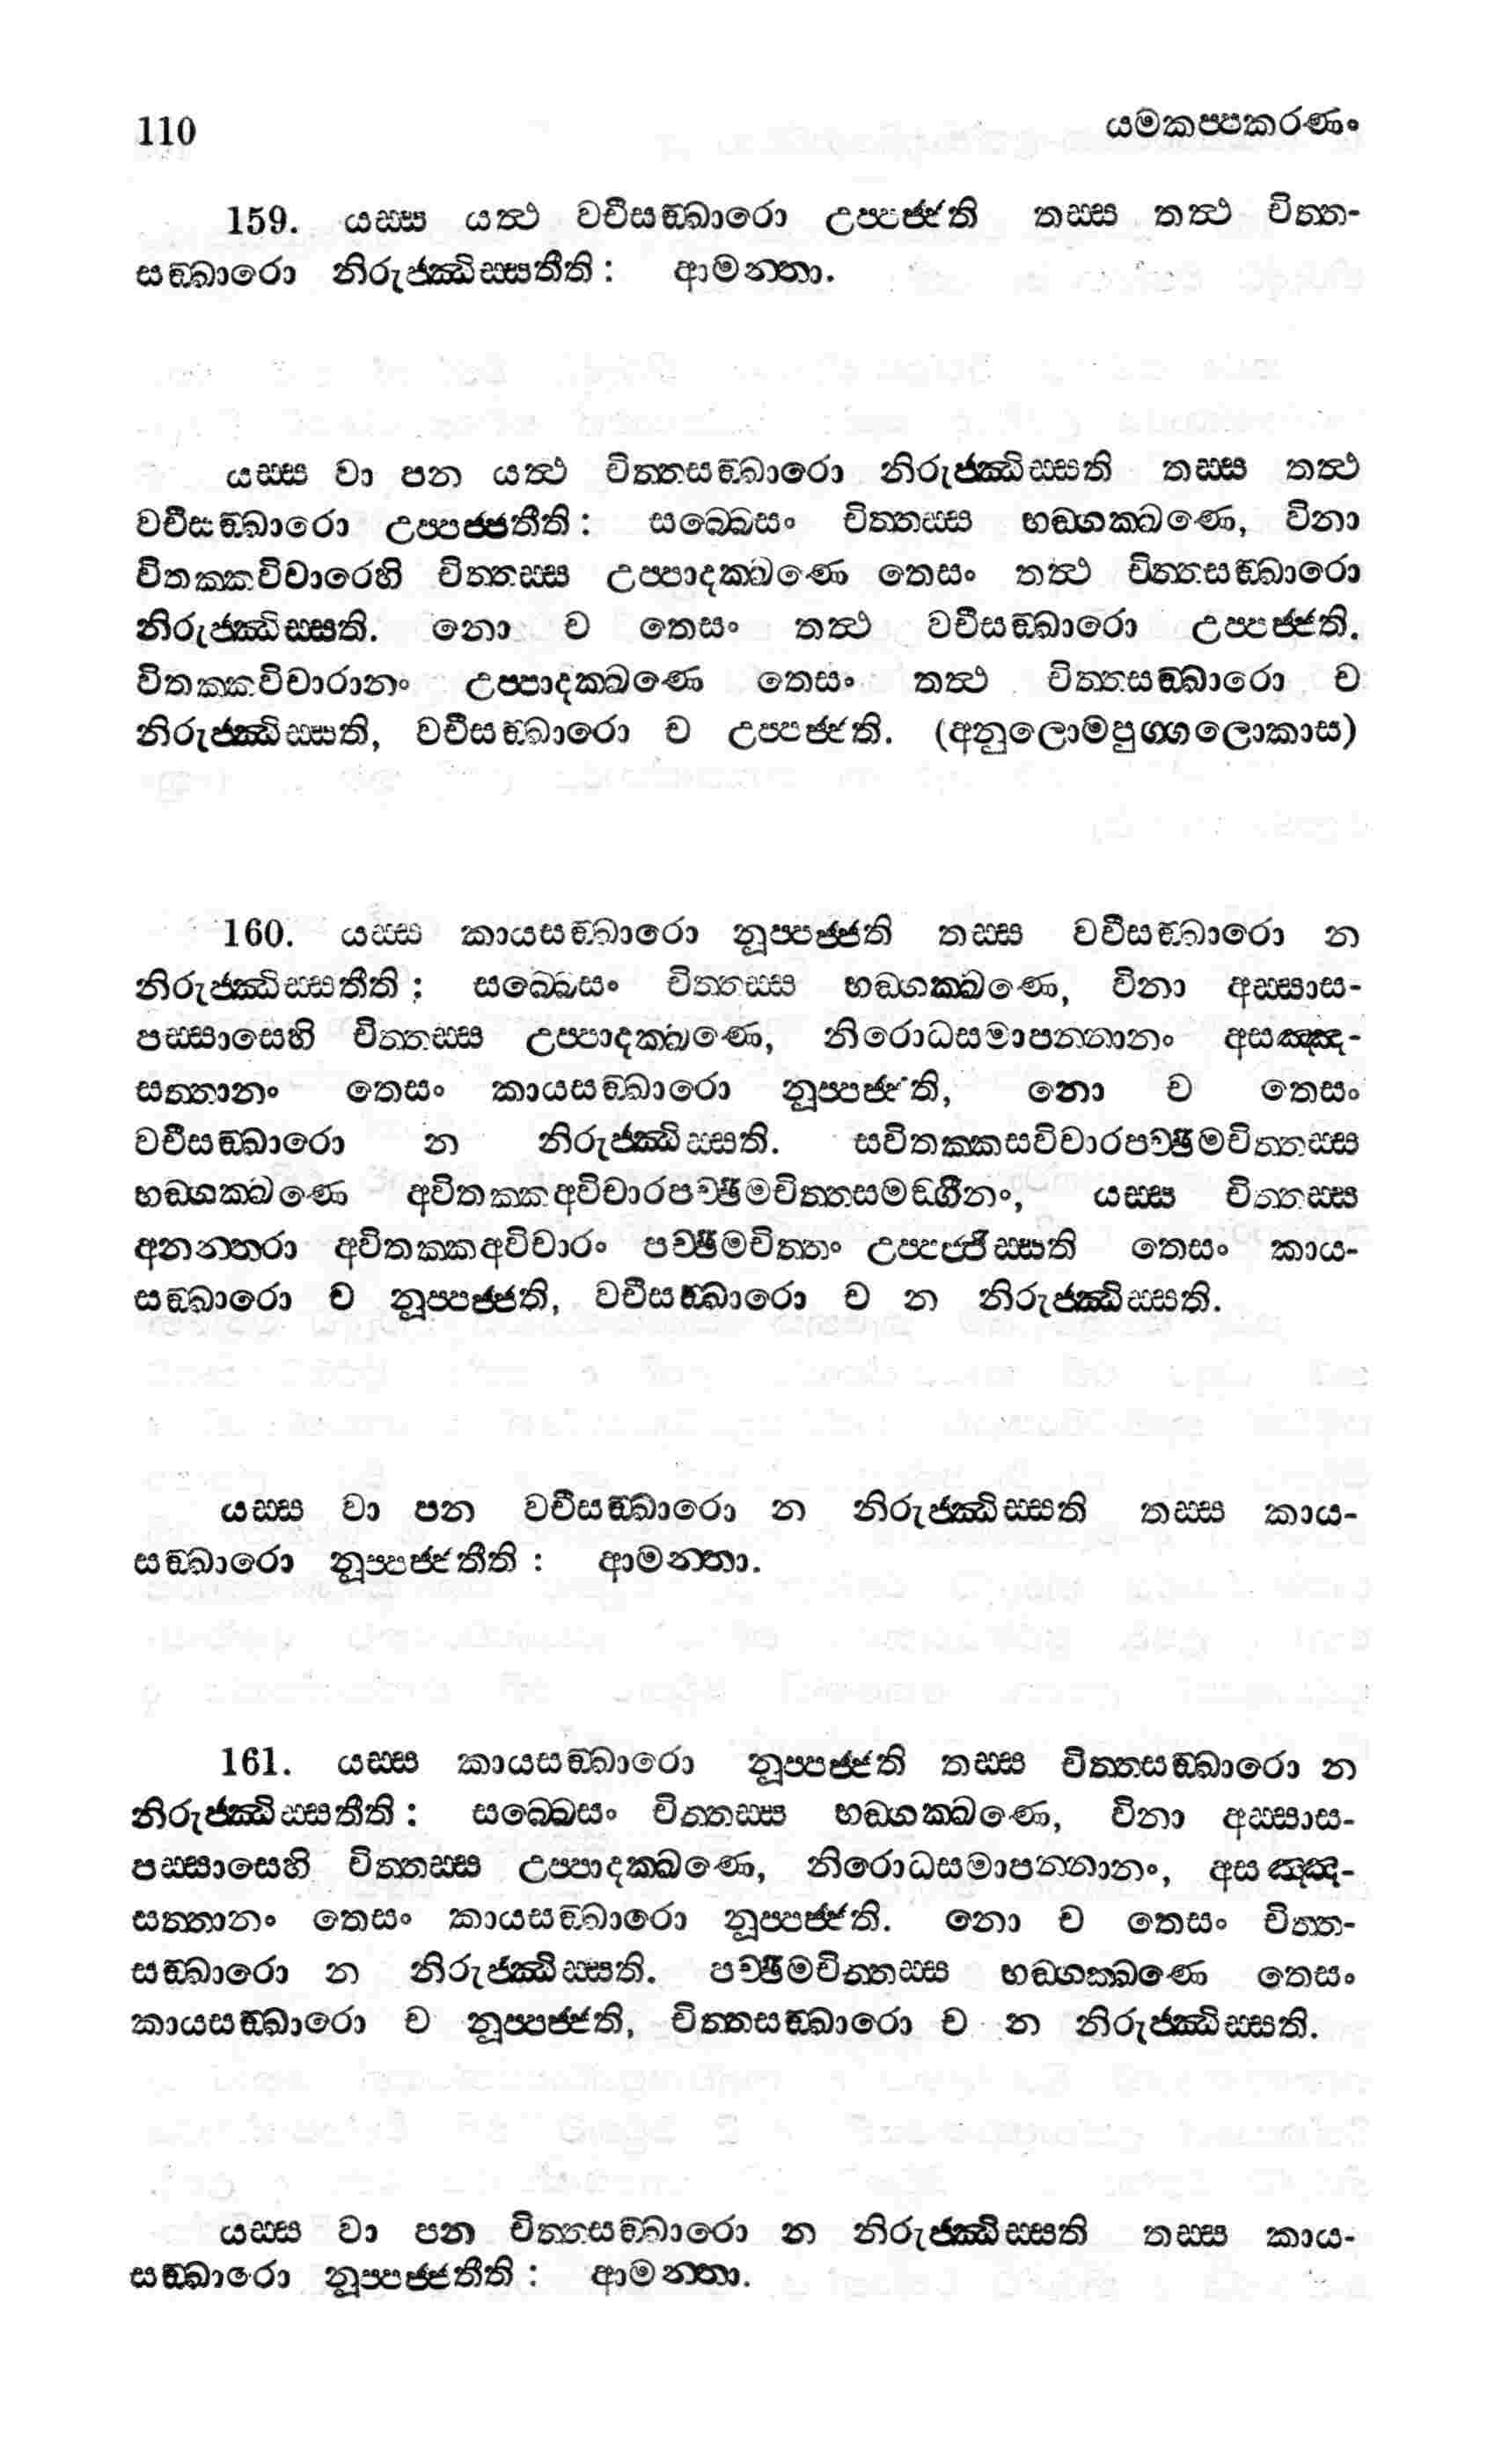 110 යමකප්පකරණං
159. යස්ස යත්ථ වචීසඞ්ඛාරො උප්පජ්ජති තස්ස තත්ථ චිත්ත-
සඞ්ඛාරො නිරුජ්ඣිස්සතීති: ආමන්තා.
යස්ස වා පන යත්ථ චිත්තසඞ්ඛාරො නිරුජ්ඣිස්සති තස්ස තත්ථ
වචීසඞ්ඛාරො උප්පජ්ජතීති: සබ්බෙසං චිත්තස්ස භඞ්ගක්ඛණෙ, විනා
විතක්කවිචාරෙහි චිත්තස්ස උප්පාදක්ඛණෙ තෙසං තත්ථ චිත්තසඞ්ඛාරො
නිරුජ්ඣිස්සති. නො ච තෙසං තත්ථ වචීසඞ්ඛාරො උප්පජ්ජති.
විතක්කවිචාරානං උප්පාදක්ඛණෙ තෙසං තත්ථ චිත්තසඞ්ඛාරො ච
නිරුජ්ඣිස්සති, වචීසඞ්ඛාරො ච උප්පජ්ජති. (අනුලොමපුග්ගලොකාස)
160. යස්ස කායසඞ්ඛාරො නූප්පජ්ජති තස්ස වචීසඞ්ඛාරො න
නිරුජ්ඣිස්සතීති; සබ්බෙසං චිත්තස්ස භඞ්ගක්ඛණෙ, විනා අස්සාස-
පස්සාසෙහි චිත්තස්ස උප්පාදක්ඛණෙ, නිරොධසමාපන්නානං අසඤ්ඤ-
සත්තානං තෙසං කායසඞ්ඛාරො නූප්පජ්ජති, නො ච තෙසං
වචීසඞ්ඛාරො න නිරුජ්ඣිස්සති. සවිතක්කසවිචාරපච්ඡිමචිත්තස්ස
භඞ්ගක්ඛණෙ අවිතක්කඅවිචාරපච්ඡිමචිත්තසමඞ්ගීනං, යස්ස චිත්තස්ස
අනන්තරා අවිතක්කඅවිචාරං පච්ඡිමචිත්තං උප්පජ්ජිස්සති තෙසං කාය-
සඞ්ඛාරො ච නූප්පජ්ජති, වචීසඞ්ඛාරො ච න නිරුජ්ඣිස්සති.
යස්ස වා පන වචීසඞ්ඛාරො න නිරුජ්ඣිස්සති තස්ස කාය-
සඞ්ඛාරො නූප්පජ්ජතීති: ආමන්තා.
161. යස්ස කායසඞ්ඛාරො නූප්පජ්ජති තස්ස චිත්තසඞ්ඛාරො න
නිරුජ්ඣිස්සතීති: සබ්බෙසං චිත්තස්ස භඞ්ගක්ඛණෙ, විනා අස්සාස-
පස්සාසෙහි චිත්තස්ස උප්පාදක්ඛණෙ, නිරොධසමාපන්නානං, අසඤ්ඤ-
සත්තානං තෙසං කායසඞ්ඛාරො නූප්පජ්ජති. නො ච තෙසං චිත්ත-
සඞ්ඛාරො න නිරුජ්ඣිස්සති. පච්ඡිමචිත්තස්ස භඞ්ගක්ඛණෙ තෙසං
කායසඞ්ඛාරො ච නූප්පජ්ජති, චිත්තසඞ්ඛාරො ච න නිරුජ්ඣිස්සති.
යස්ස වා පන චිත්තසඞ්ඛාරො න නිරුජ්ඣිස්සති තස්ස කාය-
සඞ්ඛාරො නූප්පජ්ජතීති: ආමන්තා.